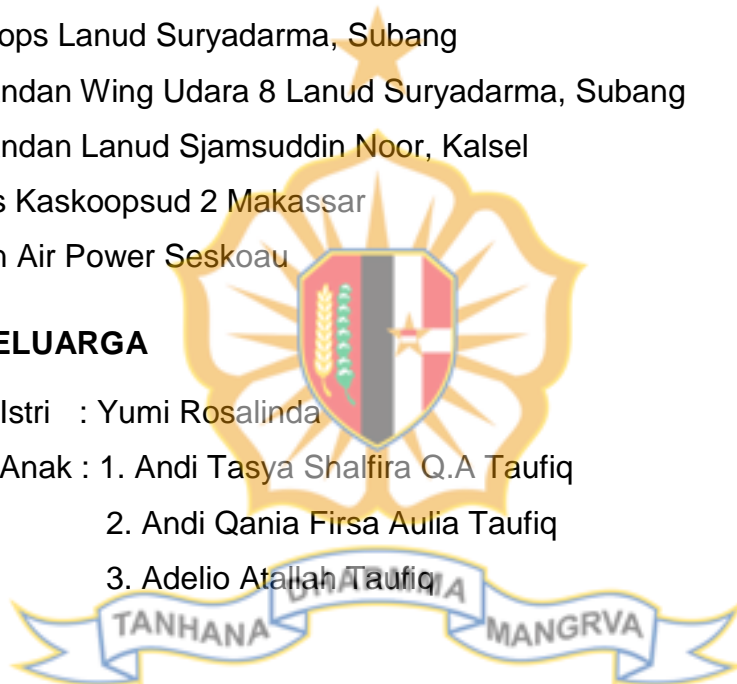 ops Lanud Suryadarma, Subang
ndan Wing Udara 8 Lanud Suryadarma, Subang
ndan Lanud Sjamsuddin Noor, Kalsel
s Kaskoopsud 2 Makassar
n Air Power Seskoau
ELUARGA
Istri : Yumi Rosalinda
Anak : 1. Andi Tasya Shalfira Q.A Taufiq
2. Andi Qania Firsa Aulia Taufiq
3. Adelio Atallah Taufiq
TANHANA DHARMMA MANGRVA